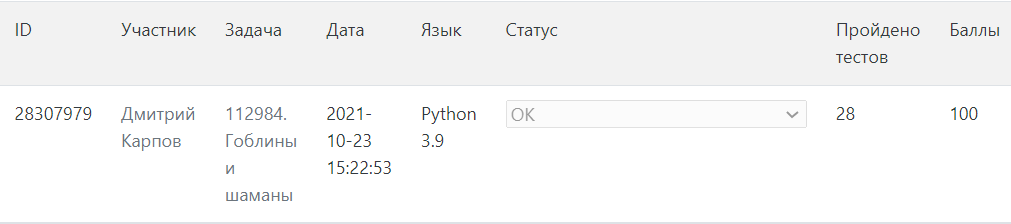 ID Участник Задача Дата Язык Статус Пройдено тестов Баллы
28307979 Дмитрий Карпов 112984. Гоблины и шаманы 2021-10-23 15:22:53 Python 3.9 OK 28 100